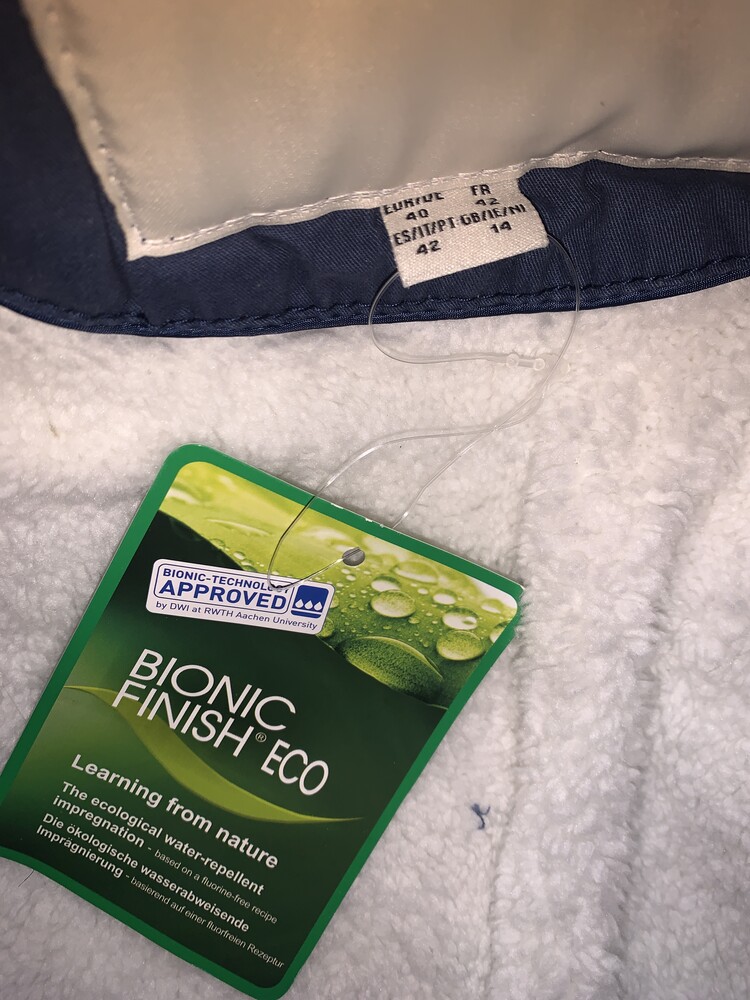 EUR/DE FR
40 42
ES/IT/PT GB/IE/NI
42 14
BIONIC-TECHNOLOGY
APPROVED
by DWI at RWTH Aachen University
BIONIC
FINISH® ECO
Learning from nature
The ecological water-repellent
impregnation - based on a fluorine-free recipe
Die ökologische wasserabweisende
Imprägnierung - basierend auf einer fluorfreien Rezeptur